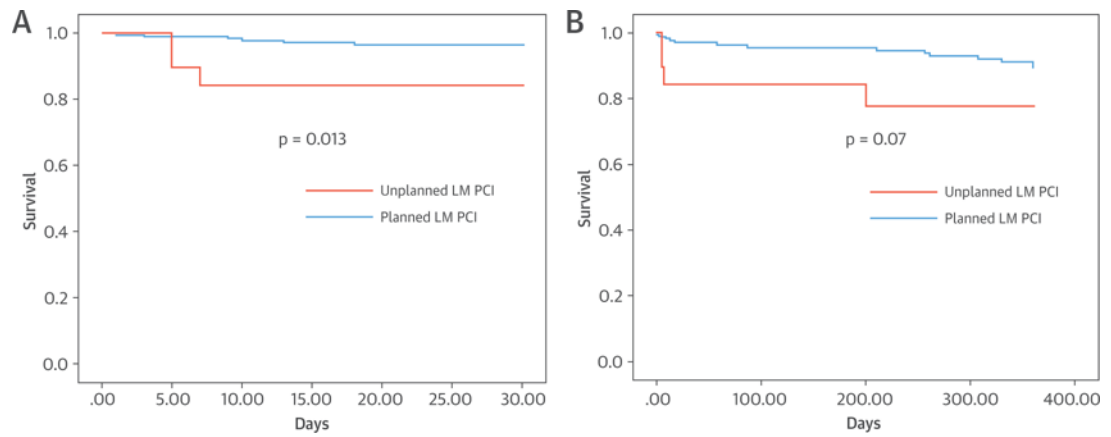 A
1.0
0.8
0.6
0.4
0.2
0.0
Survival
p = 0.013
Unplanned LM PCI
Planned LM PCI
.00 5.00 10.00 15.00 20.00 25.00 30.00
Days
B
1.0
0.8
0.6
0.4
0.2
0.0
Survival
p = 0.07
Unplanned LM PCI
Planned LM PCI
.00 100.00 200.00 300.00 400.00
Days